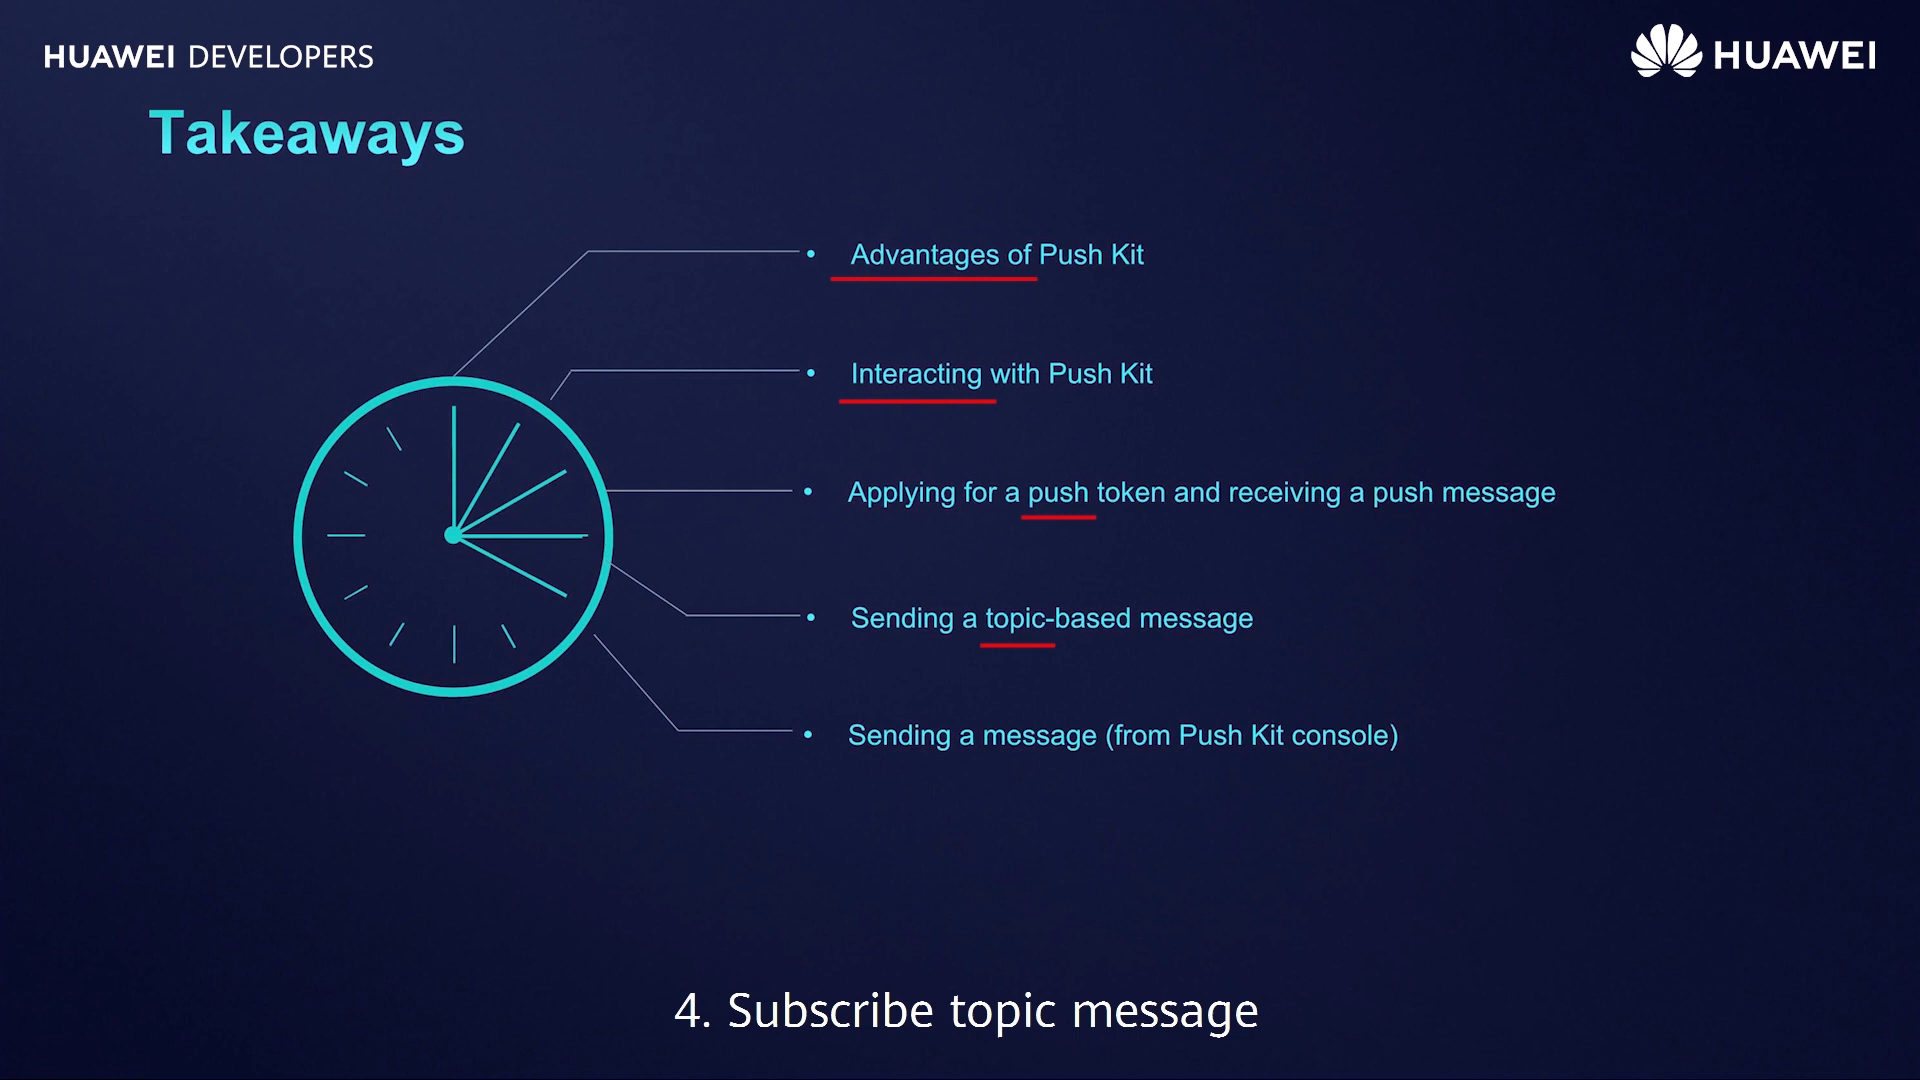 HUAWEI DEVELOPERS
HUAWEI
Takeaways
• Advantages of Push Kit
• Interacting with Push Kit
• Applying for a push token and receiving a push message
• Sending a topic-based message
• Sending a message (from Push Kit console)
4. Subscribe topic message